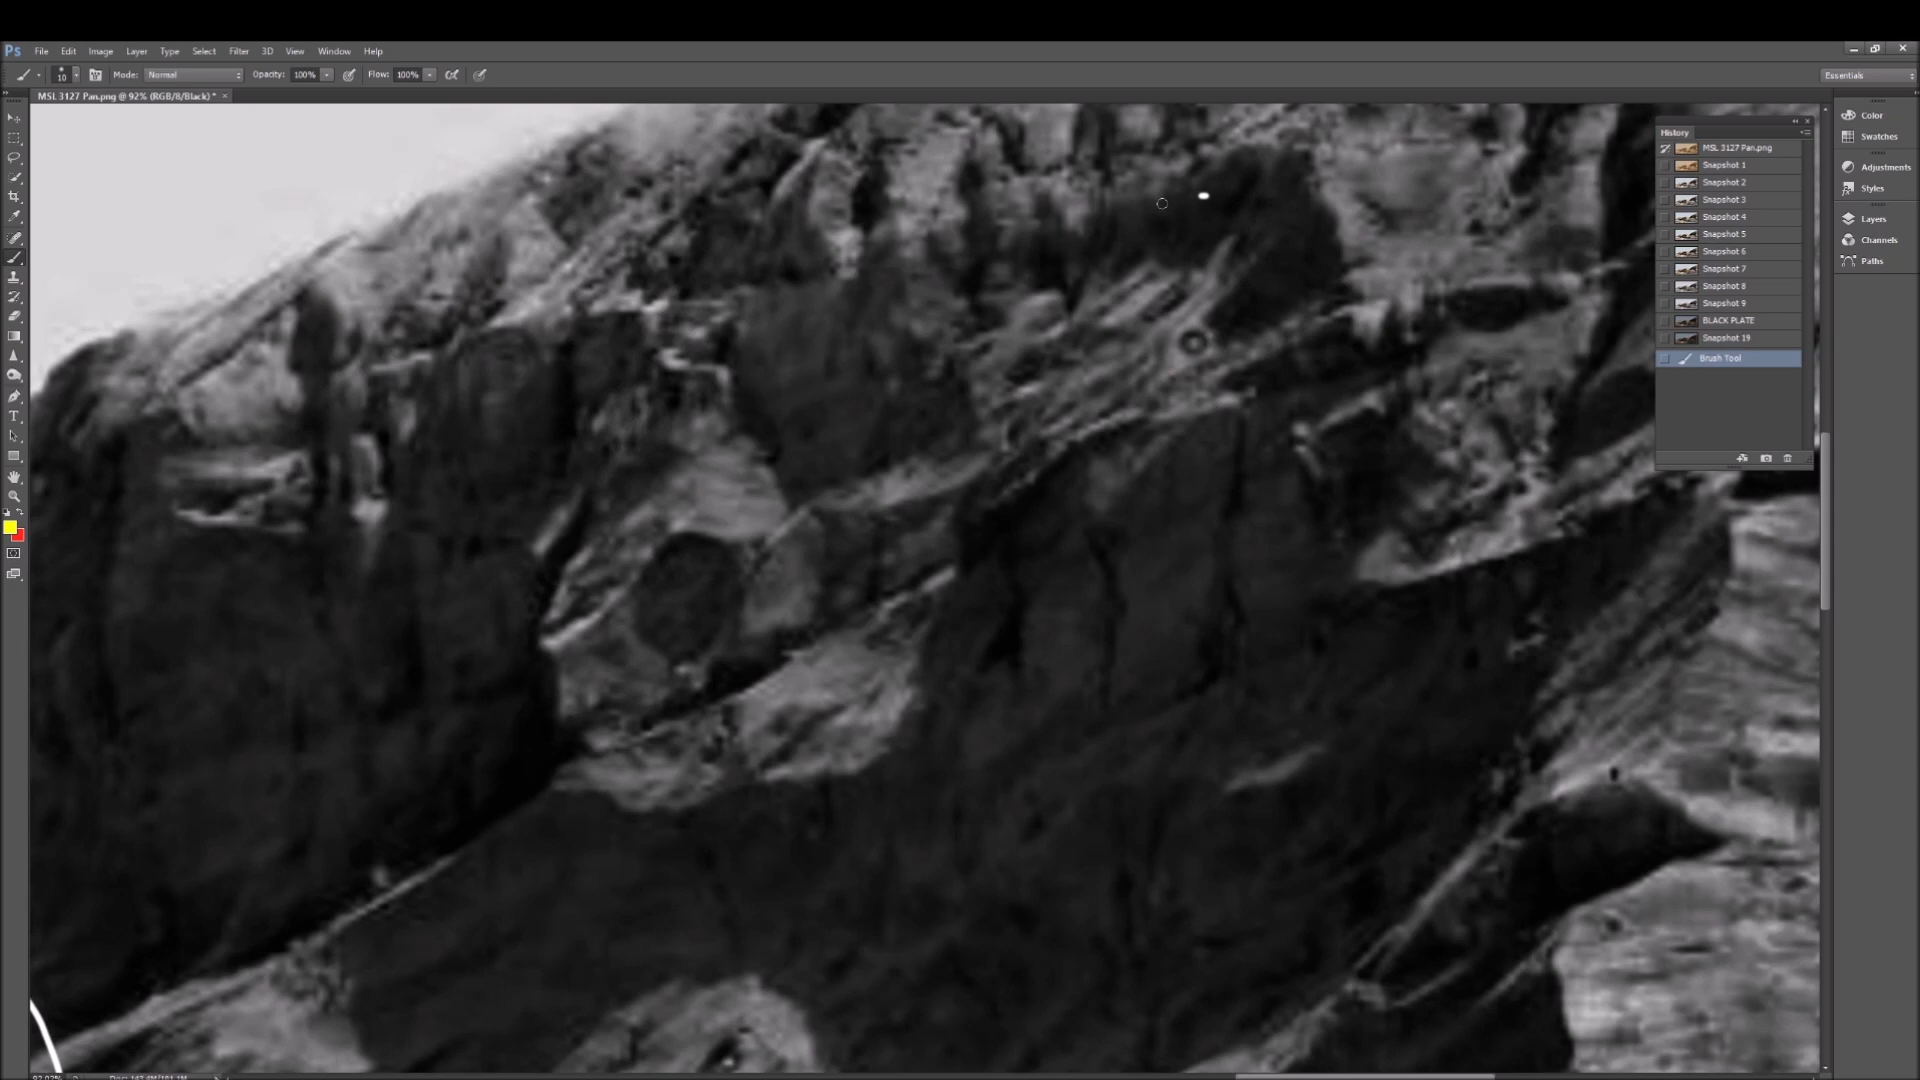 Ps File Edit Image Layer Type Select Filter 3D View Window Help
10 Mode: Normal Opacity: 100% Flow: 100% Essentials
MSL 3127 Pan.png @ 92% (RGB/8/Black) * ×
History
MSL 3127 Pan.png
Snapshot 1
Snapshot 2
Snapshot 3
Snapshot 4
Snapshot 5
Snapshot 6
Snapshot 7
Snapshot 8
Snapshot 9
BLACK PLATE
Snapshot 19
Brush Tool
Color
Swatches
Adjustments
Styles
Layers
Channels
Paths